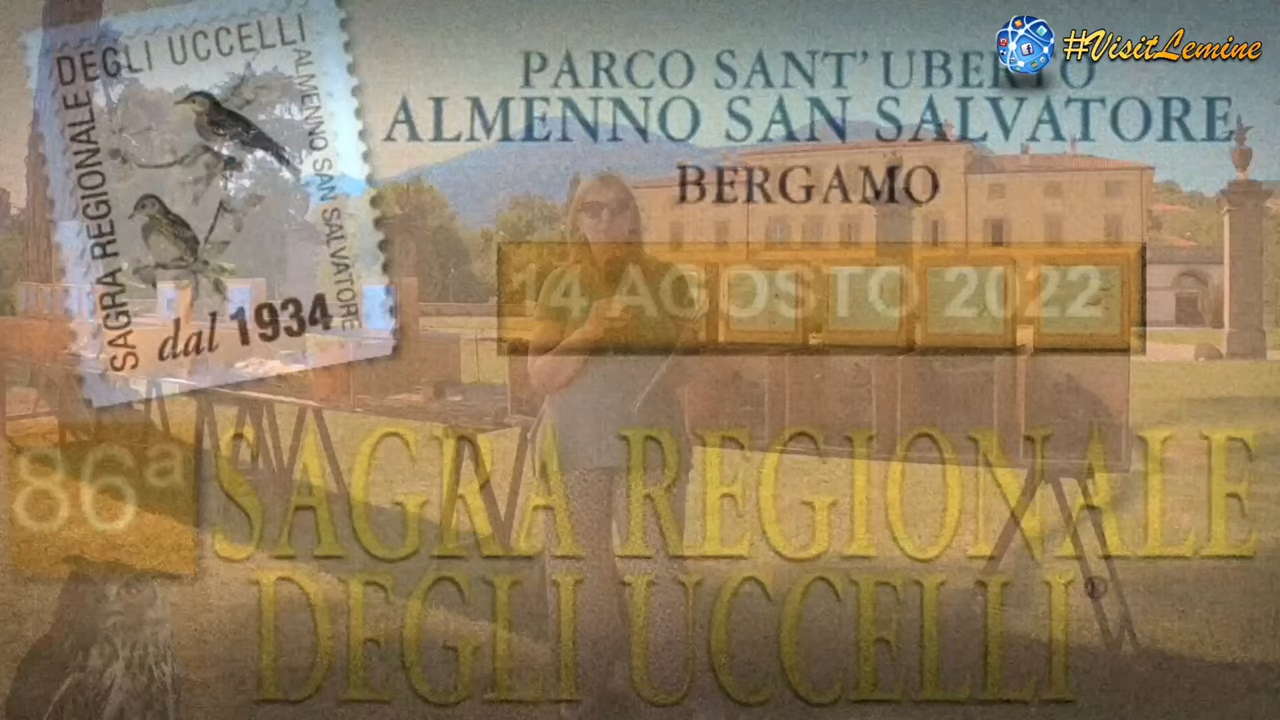 SAGRA REGIONALE
DEGLI UCCELLI
ALMENNO SAN SALVATORE
dal 1934
#VisitLemine
PARCO SANT'UBERTO
ALMENNO SAN SALVATORE
BERGAMO
14 AGOSTO 2022
86a
SAGRA REGIONALE
DEGLI UCCELLI